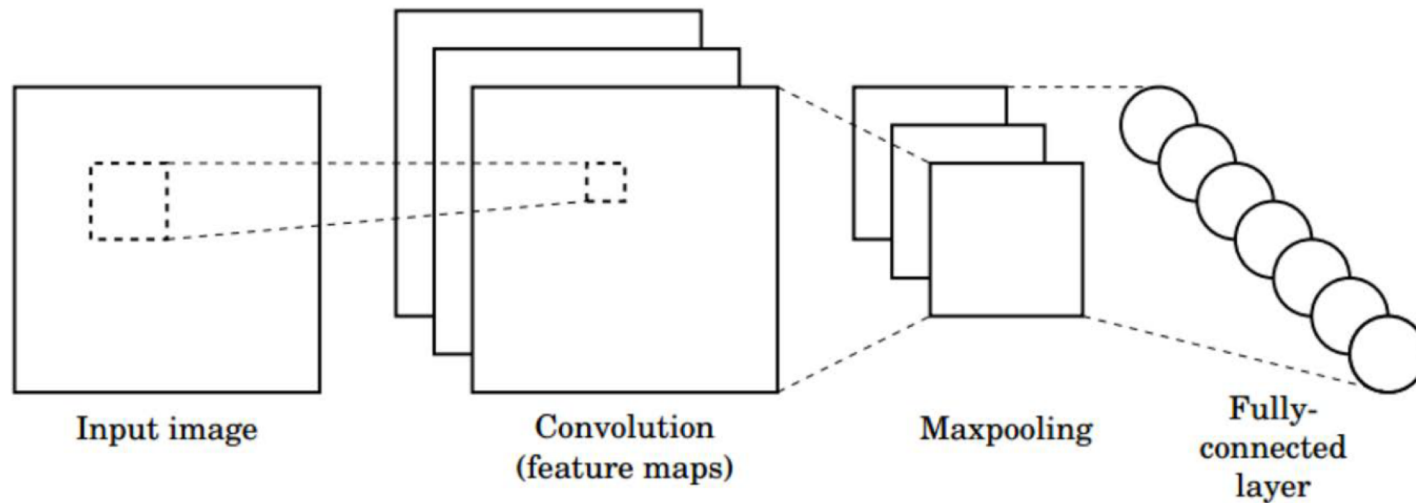 Input image
Convolution
(feature maps)
Maxpooling
Fully-
connected
layer